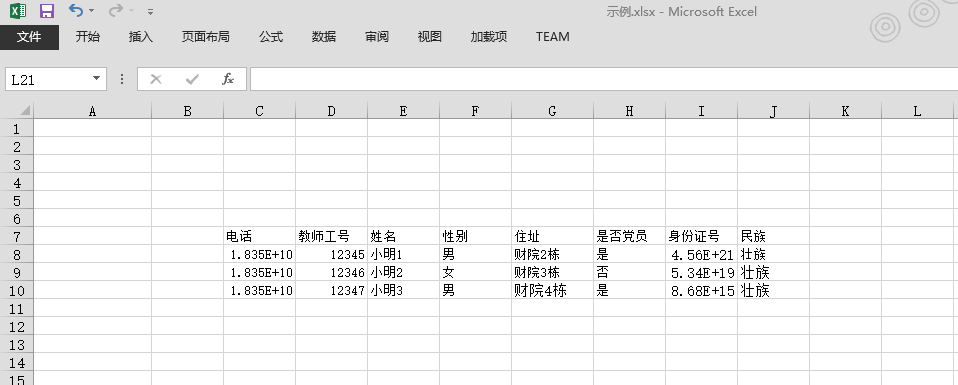 示例.xlsx - Microsoft Excel
文件 开始 插入 页面布局 公式 数据 审阅 视图 加载项 TEAM
L21 fx
A B C D E F G H I J K L
1
2
3
4
5
6
7 电话 教师工号 姓名 性别 住址 是否党员 身份证号 民族
8 1.835E+10 12345 小明1 男 财院2栋 是 4.56E+21 壮族
9 1.835E+10 12346 小明2 女 财院3栋 否 5.34E+19 壮族
10 1.835E+10 12347 小明3 男 财院4栋 是 8.68E+15 壮族
11
12
13
14
15